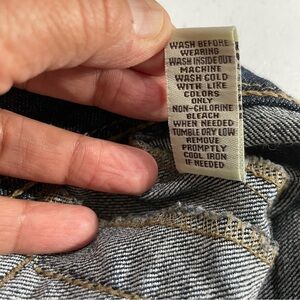 WASH BEFORE
WEARING
WASH INSIDE OUT
MACHINE
WASH COLD
WITH LIKE
COLORS
ONLY
NON-CHLORINE
BLEACH
WHEN NEEDED
TUMBLE DRY LOW
REMOVE
PROMPTLY
COOL IRON
IF NEEDED